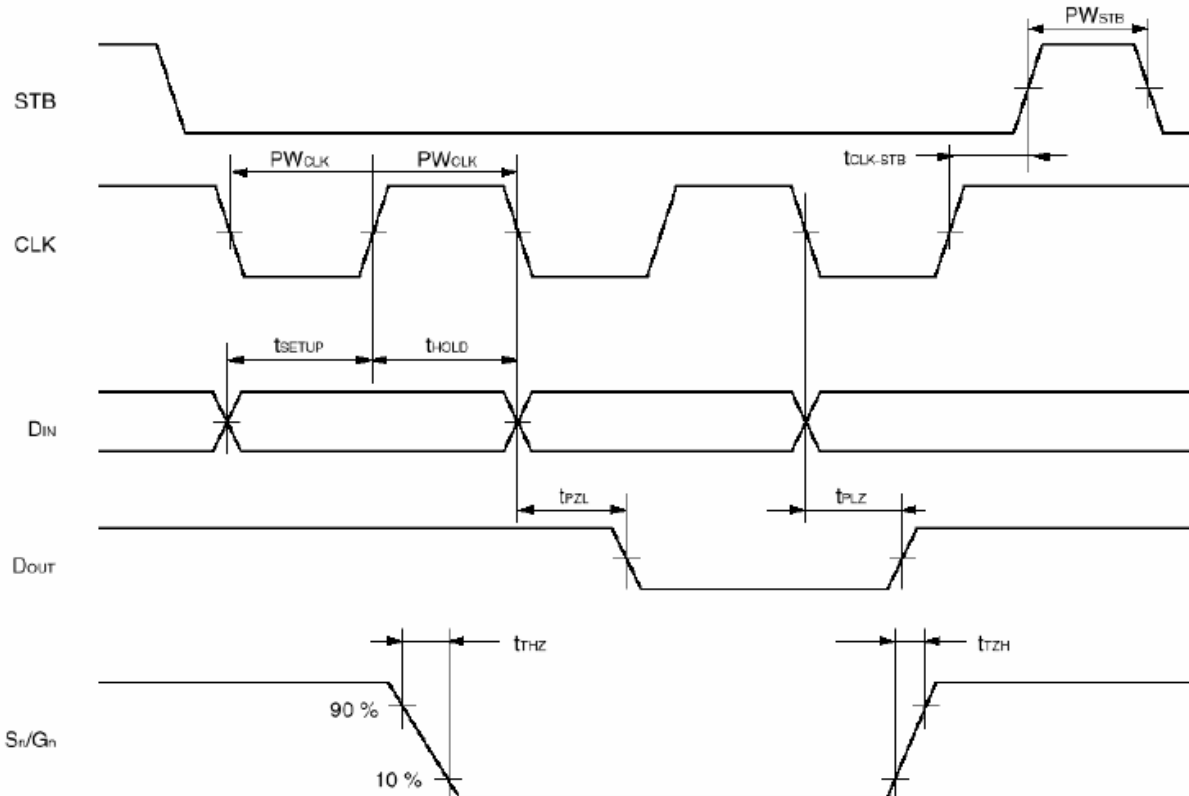 PWSTB
STB
tCLK-STB
PWCLK PWCLK
CLK
tSETUP tHOLD
DIN
tPZL tPLZ
DOUT
tTHZ tTZH
90 %
Sn/Gn
10 %